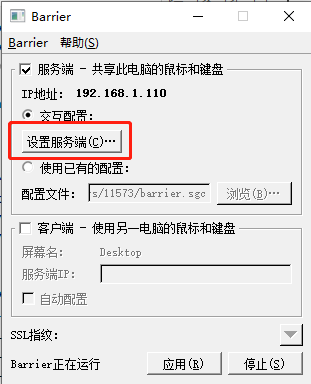 Barrier
Barrier 帮助(S)
服务端 - 共享此电脑的鼠标和键盘
IP地址: 192.168.1.110
交互配置:
设置服务端(C)...
使用已有的配置:
配置文件: s/11573/barrier.sgc 浏览(B)...
客户端 - 使用另一电脑的鼠标和键盘
屏幕名: Desktop
服务端IP:
自动配置
SSL指纹:
Barrier正在运行 应用(R) 停止(S)